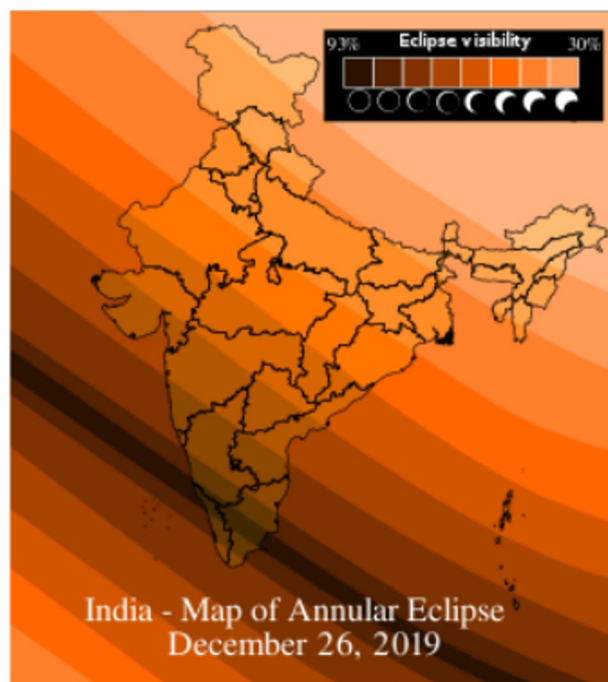 93% Eclipse visibility 30%
India - Map of Annular Eclipse
December 26, 2019